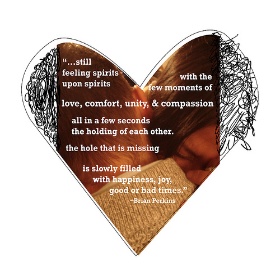 “...still
feeling spirits
upon spirits
with the
few moments of
love, comfort, unity, & compassion
all in a few seconds
the holding of each other.
the hole that is missing
is slowly filled
with happiness, joy,
good or bad times.”
~Brian Perkins